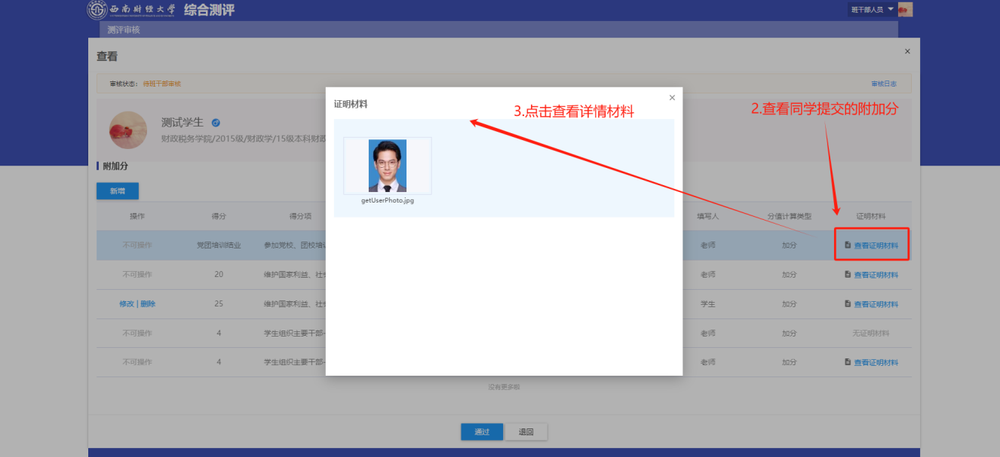 西南财经大学 综合测评
班干部人员
测评审核
查看
×
审核状态： 待班干部审核
审核日志
证明材料
×
3.点击查看详情材料
2.查看同学提交的附加分
测试学生
财政税务学院/2015级/财政学/15级本科财政
附加分
新增
getUserPhoto.jpg
操作 得分 得分项 填写人 分值计算类型 证明材料
不可操作 党团培训结业 参加党校、团校培训 老师 加分 查看证明材料
不可操作 20 维护国家利益、社 老师 加分 查看证明材料
修改 | 删除 25 维护国家利益、社 学生 加分 查看证明材料
不可操作 4 学生组织主要干部- 老师 加分 无证明材料
不可操作 4 学生组织主要干部- 老师 加分 查看证明材料
没有更多啦
通过 退回